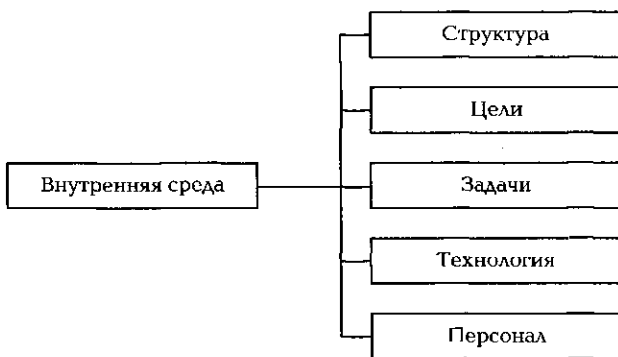 Структура
Цели
Внутренняя среда
Задачи
Технология
Персонал